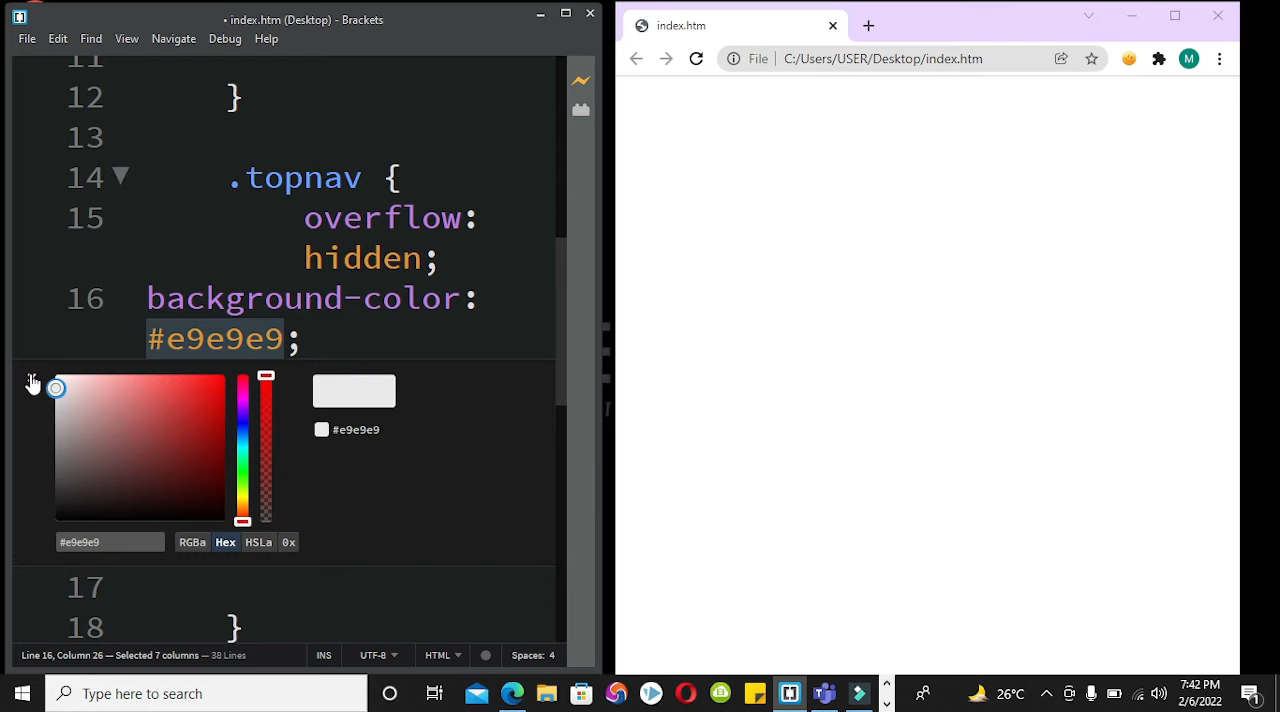 • index.htm (Desktop) - Brackets
File Edit Find View Navigate Debug Help
11
12 }
13
14 .topnav {
15 overflow:
hidden;
16 background-color:
#e9e9e9;
#e9e9e9
#e9e9e9 RGBa Hex HSLa 0x
17
18 }
Line 16, Column 26 — Selected 7 columns — 38 Lines INS UTF-8 HTML Spaces: 4
index.htm
File C:/Users/USER/Desktop/index.htm M
Type here to search
26°C
7:42 PM
2/6/2022
1